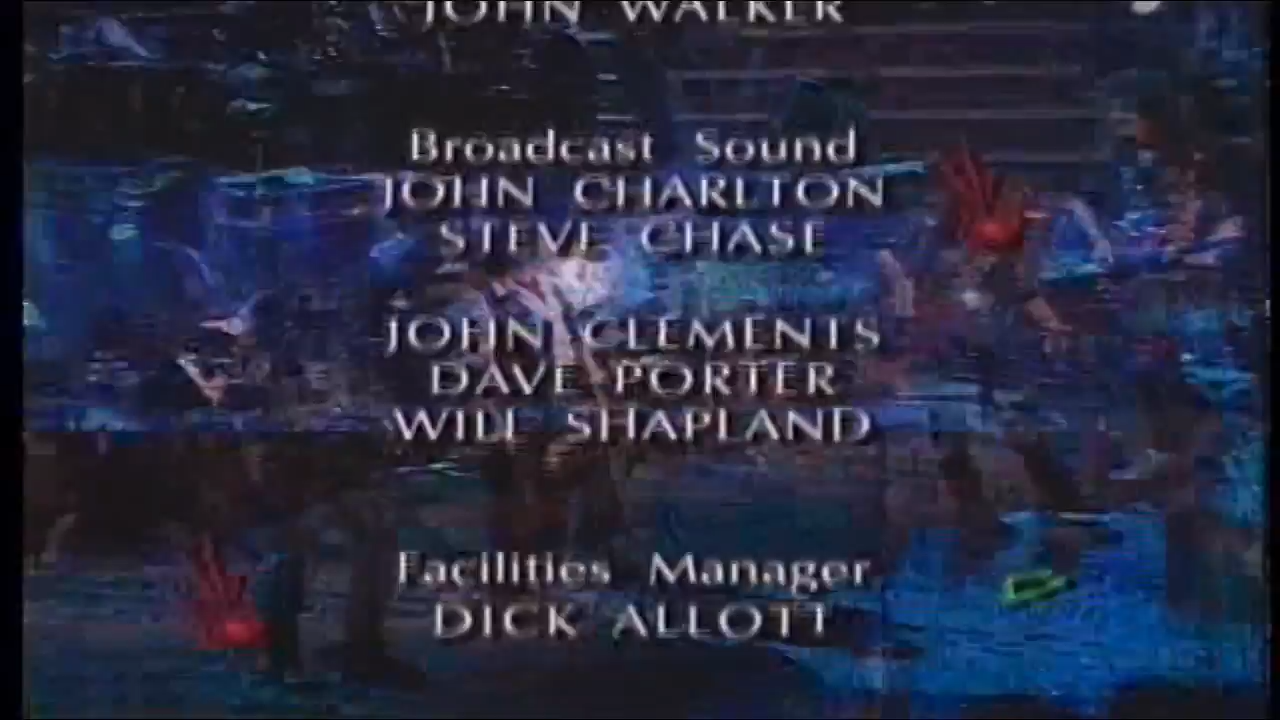 JOHN WALKER
Broadcast Sound
JOHN CHARLTON
STEVE CHASE
JOHN CLEMENTS
DAVE PORTER
WILL SHAPLAND
Facilities Manager
DICK ALLOTT